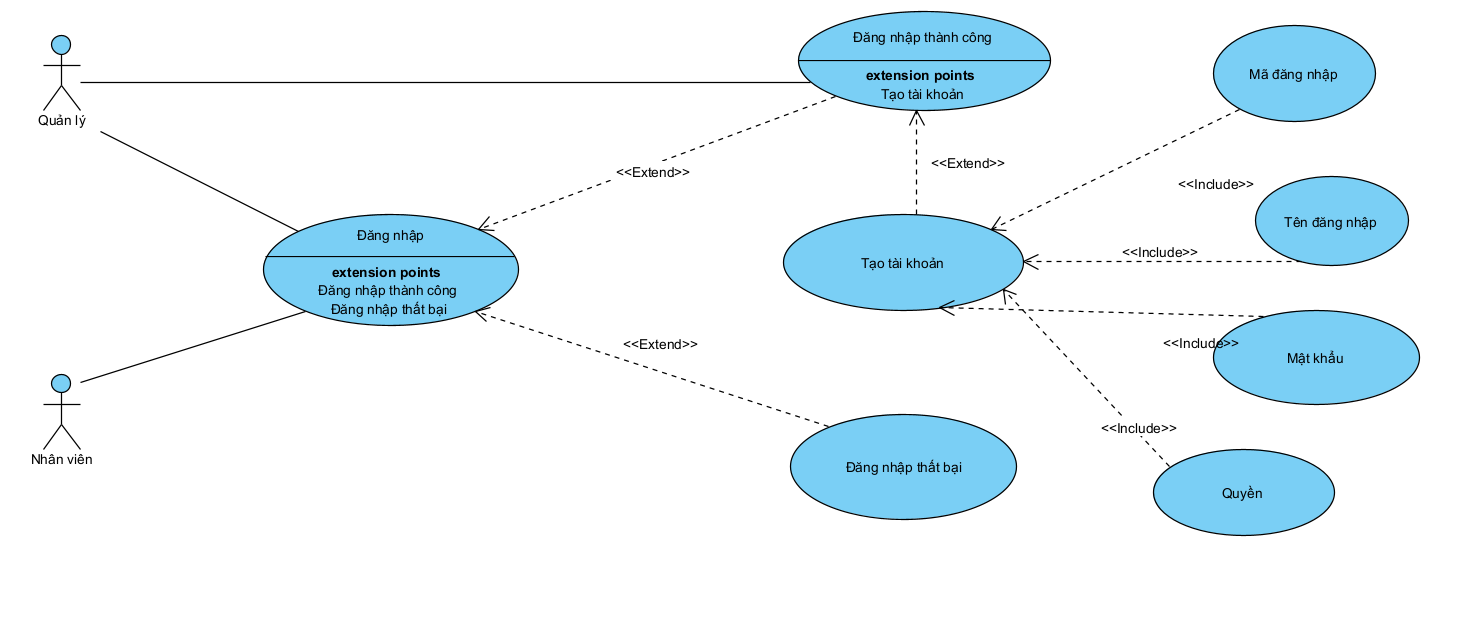 Quản lý
Đăng nhập thành công
extension points
Tạo tài khoản
Mã đăng nhập
<<Extend>>
<<Extend>>
<<Include>>
Tên đăng nhập
<<Include>>
Đăng nhập
extension points
Đăng nhập thành công
Đăng nhập thất bại
Tạo tài khoản
<<Extend>>
<<Include>>
Mật khẩu
<<Include>>
Nhân viên
Đăng nhập thất bại
Quyền